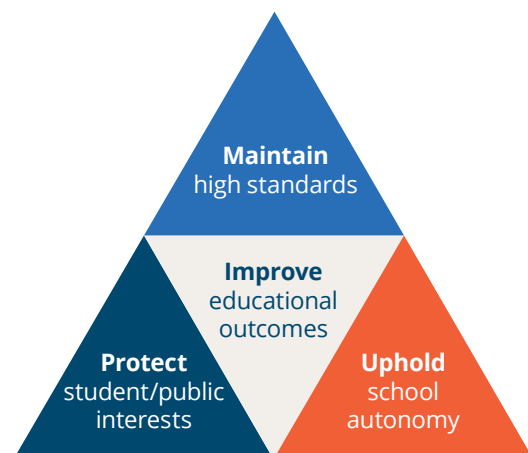 Maintain
high standards
Improve
educational
outcomes
Protect
student/public
interests
Uphold
school
autonomy